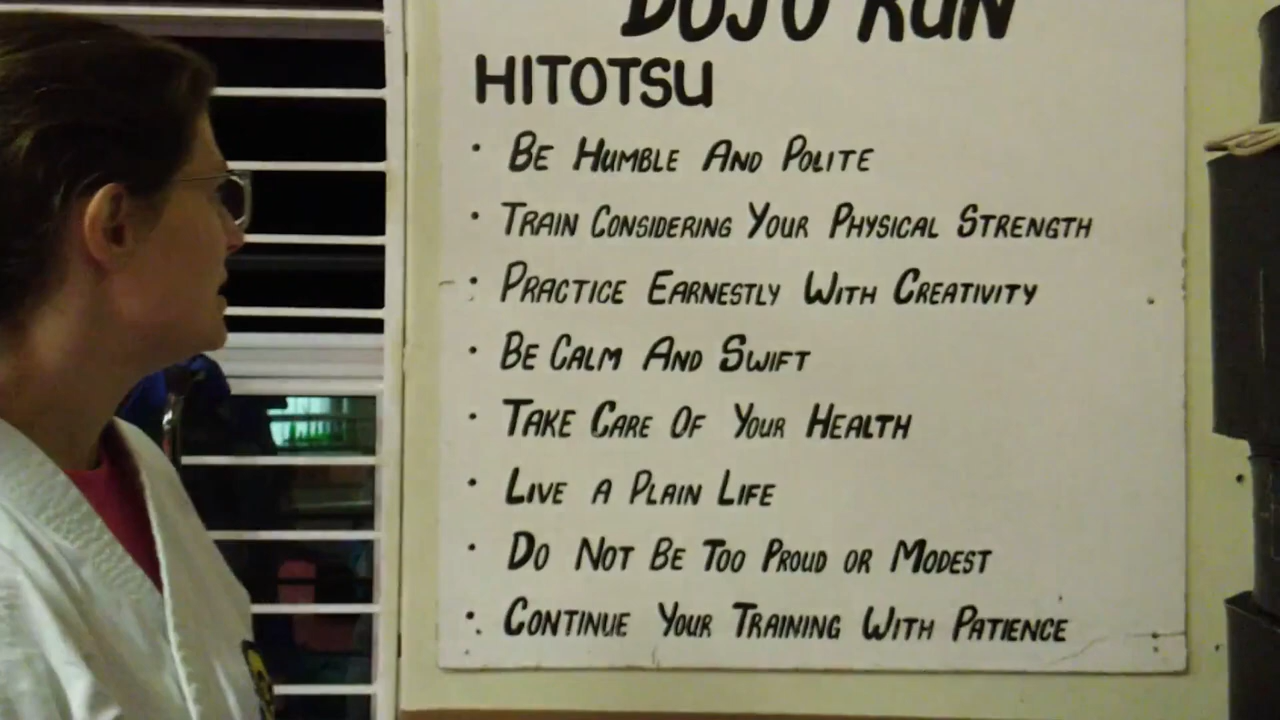 DOJO KUN
HITOTSU
· BE HUMBLE AND POLITE
· TRAIN CONSIDERING YOUR PHYSICAL STRENGTH
· PRACTICE EARNESTLY WITH CREATIVITY
· BE CALM AND SWIFT
· TAKE CARE OF YOUR HEALTH
· LIVE A PLAIN LIFE
· DO NOT BE TOO PROUD OR MODEST
· CONTINUE YOUR TRAINING WITH PATIENCE